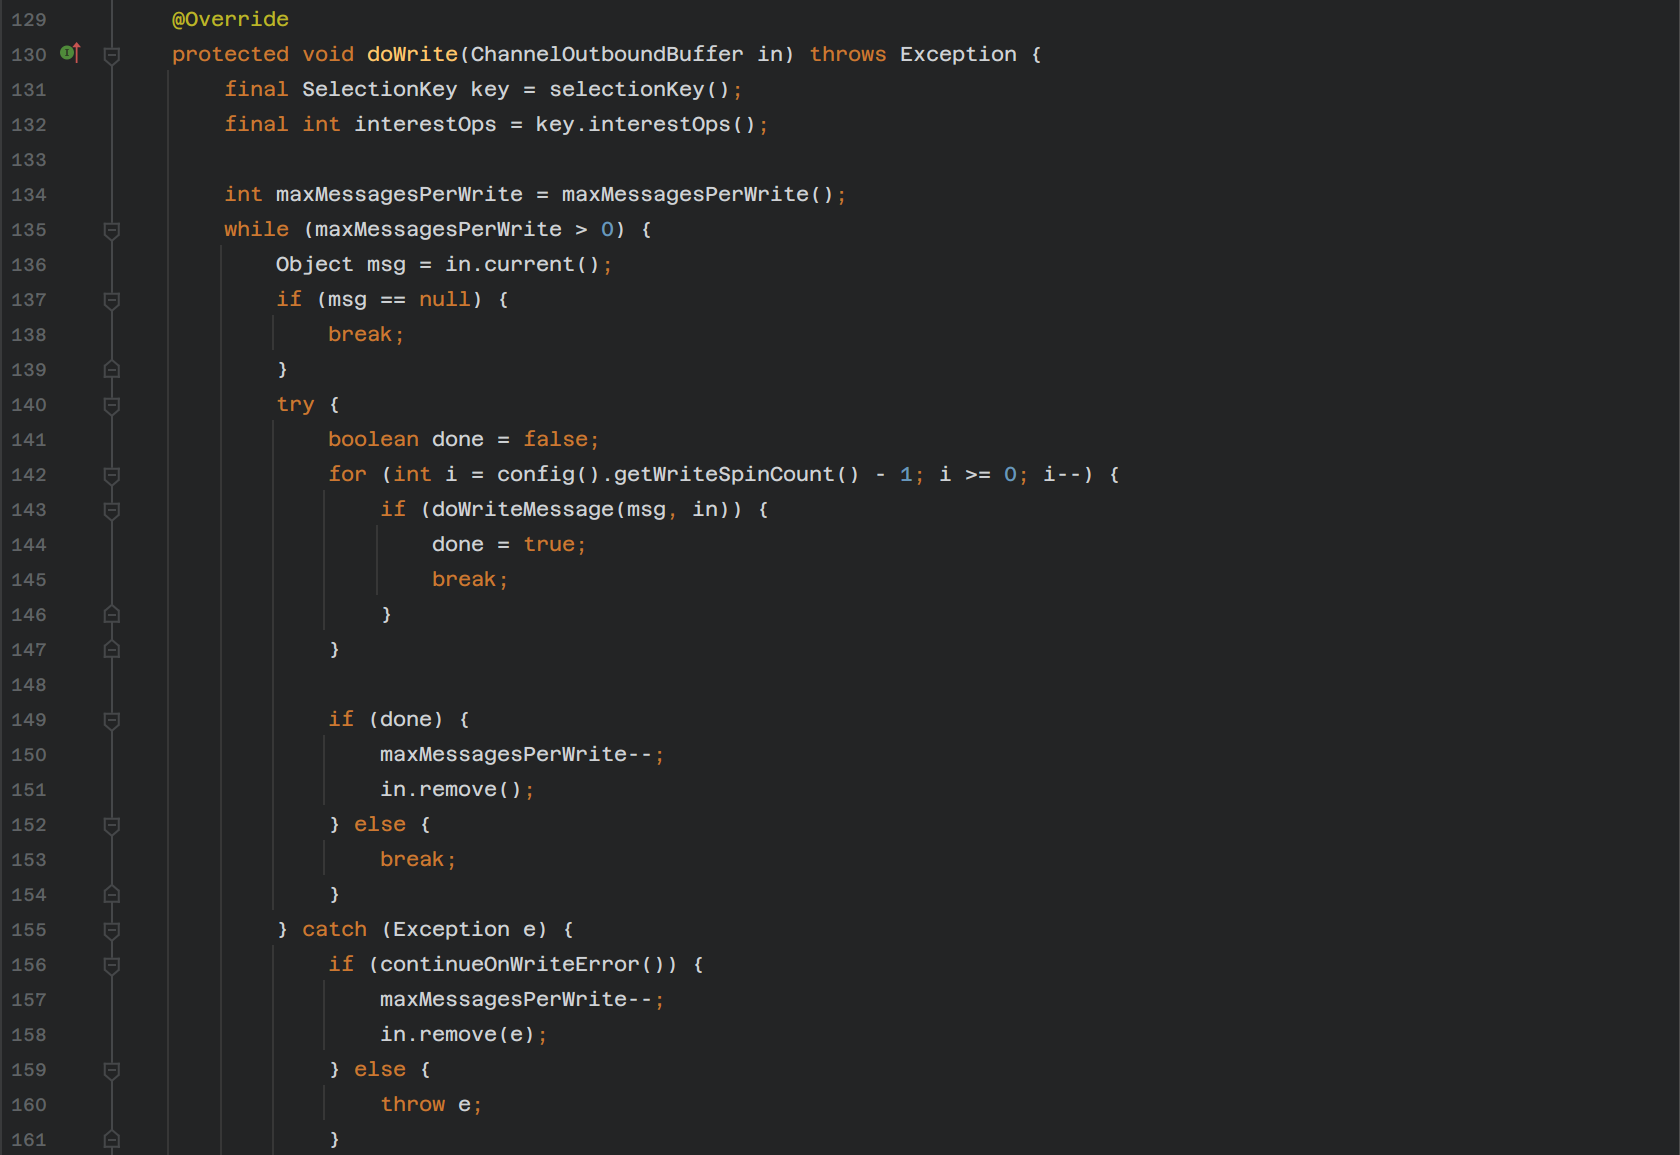 129 @Override
130 protected void doWrite(ChannelOutboundBuffer in) throws Exception {
131 final SelectionKey key = selectionKey();
132 final int interestOps = key.interestOps();
133
134 int maxMessagesPerWrite = maxMessagesPerWrite();
135 while (maxMessagesPerWrite > 0) {
136 Object msg = in.current();
137 if (msg == null) {
138 break;
139 }
140 try {
141 boolean done = false;
142 for (int i = config().getWriteSpinCount() - 1; i >= 0; i--) {
143 if (doWriteMessage(msg, in)) {
144 done = true;
145 break;
146 }
147 }
148
149 if (done) {
150 maxMessagesPerWrite--;
151 in.remove();
152 } else {
153 break;
154 }
155 } catch (Exception e) {
156 if (continueOnWriteError()) {
157 maxMessagesPerWrite--;
158 in.remove(e);
159 } else {
160 throw e;
161 }